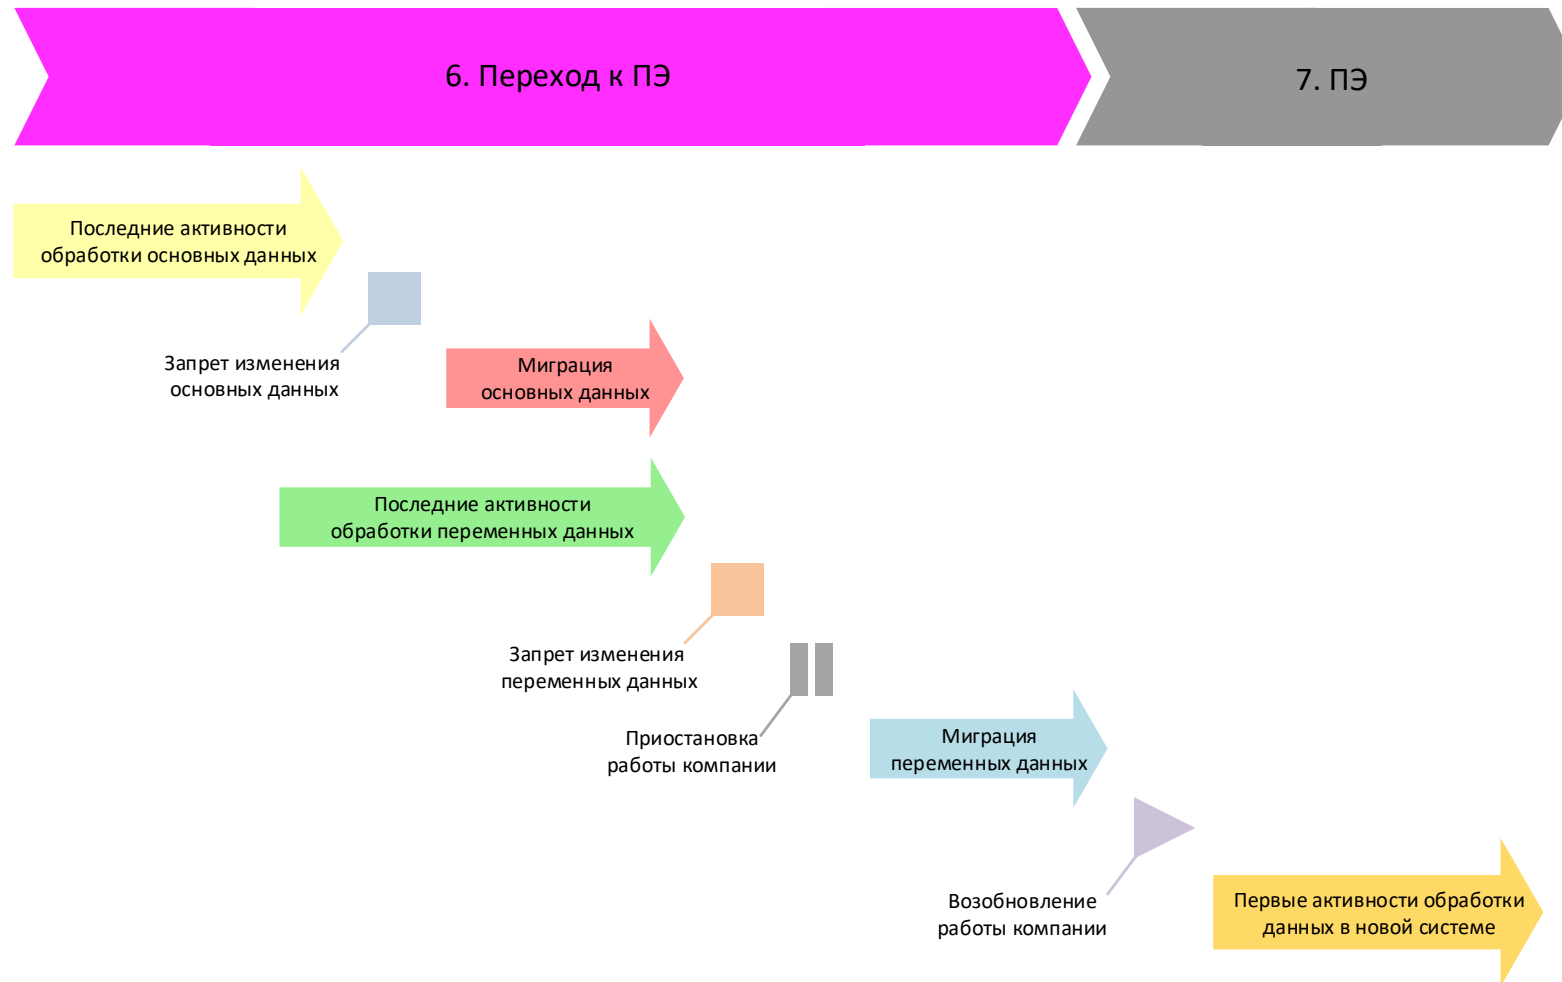 6. Переход к ПЭ
7. ПЭ
Последние активности
обработки основных данных
Запрет изменения
основных данных
Миграция
основных данных
Последние активности
обработки переменных данных
Запрет изменения
переменных данных
Приостановка
работы компании
Миграция
переменных данных
Возобновление
работы компании
Первые активности обработки
данных в новой системе